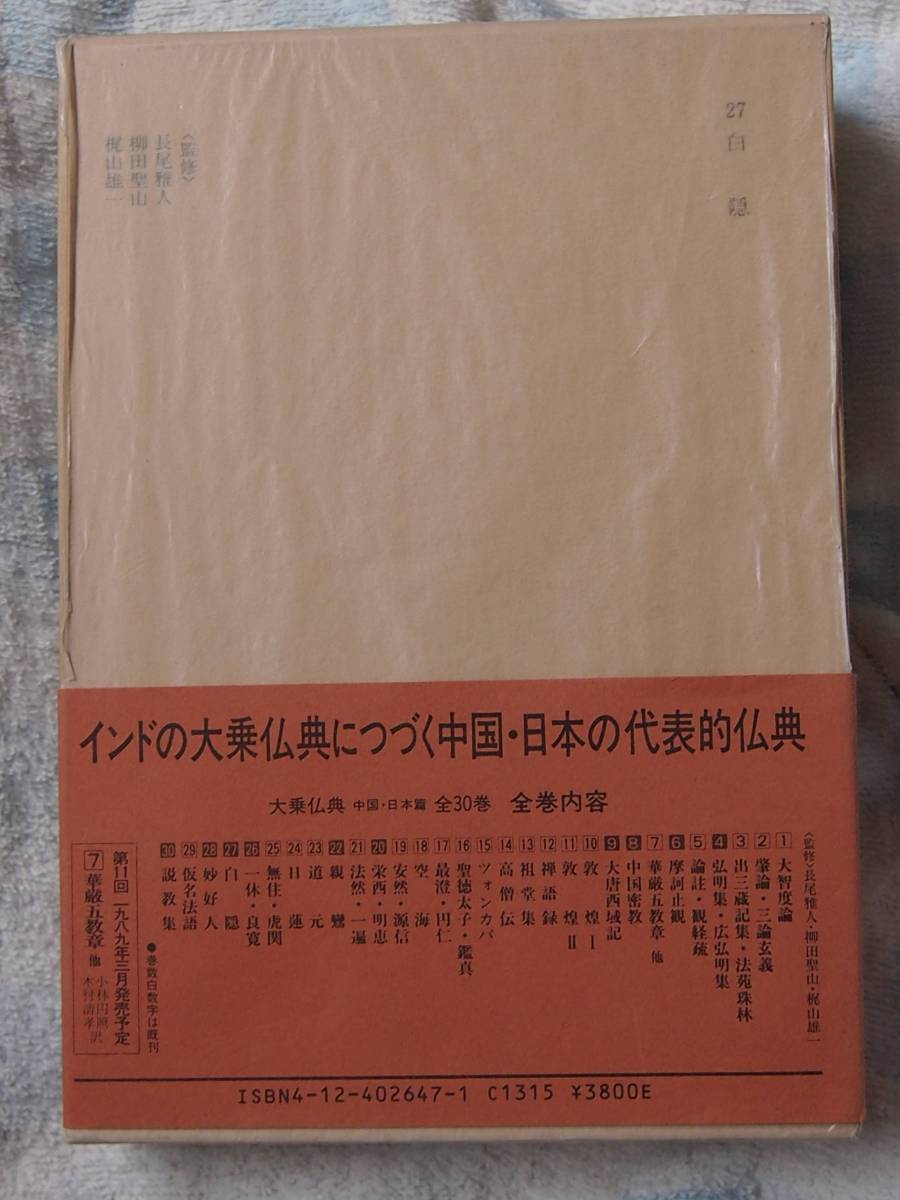 27 白隠
〈監修〉
長尾雅人
柳田聖山
梶山雄一
インドの大乗仏典につづく中国・日本の代表的仏典
大乗仏典 中国・日本篇 全30巻 全巻内容
〈監修〉長尾雅人・柳田聖山・梶山雄一
1 大智度論
2 肇論・三論玄義
3 出三蔵記集・法苑珠林
4 弘明集・広弘明集
5 論註・観経疏
6 摩訶止観
7 華厳五教章 他
8 中国密教
9 大唐西域記
10 敦煌Ⅰ
11 敦煌Ⅱ
12 禅語録
13 祖堂集
14 高僧伝
15 ツォンカパ
16 聖徳太子・鑑真
17 最澄・円仁
18 空海
19 安然・源信
20 栄西・明恵
21 法然・一遍
22 親鸞
23 道元
24 日蓮
25 無住・虎関
26 一休・良寛
27 白隠
28 妙好人
29 仮名法語
30 説教集
●巻数白数字は既刊
第11回 一九八九年三月発売予定
7 華厳五教章 他
小林円照
木村清孝 訳
ISBN4-12-402647-1 C1315 ¥3800E